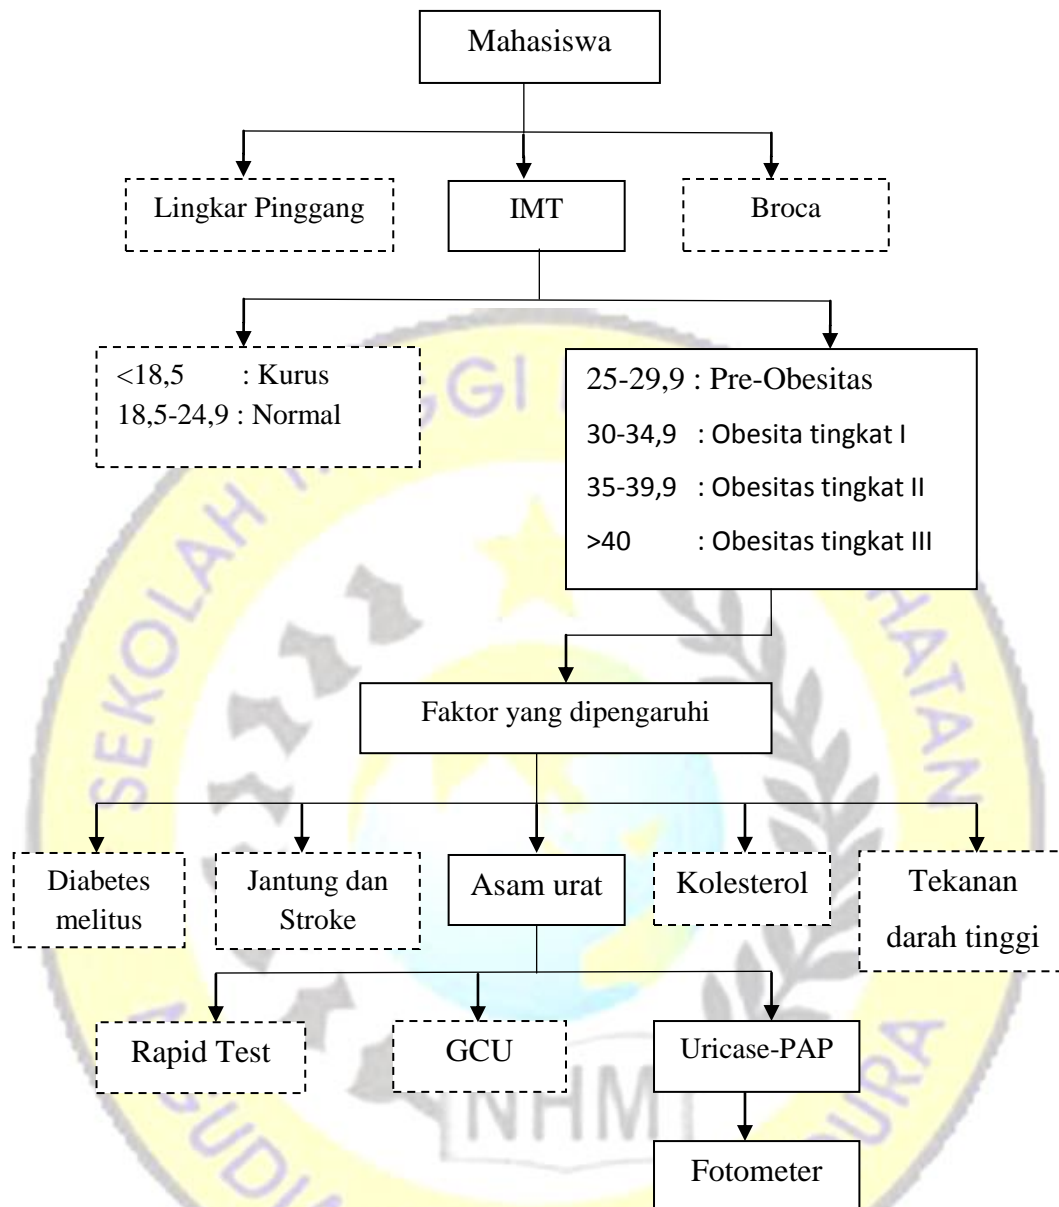 Mahasiswa
Lingkar Pinggang
IMT
Broca
<18,5 : Kurus
18,5-24,9 : Normal
25-29,9 : Pre-Obesitas
30-34,9 : Obesita tingkat I
35-39,9 : Obesitas tingkat II
>40 : Obesitas tingkat III
Faktor yang dipengaruhi
Diabetes
melitus
Jantung dan
Stroke
Asam urat
Kolesterol
Tekanan
darah tinggi
Rapid Test
GCU
Uricase-PAP
Fotometer
SEKOLAH
NHM